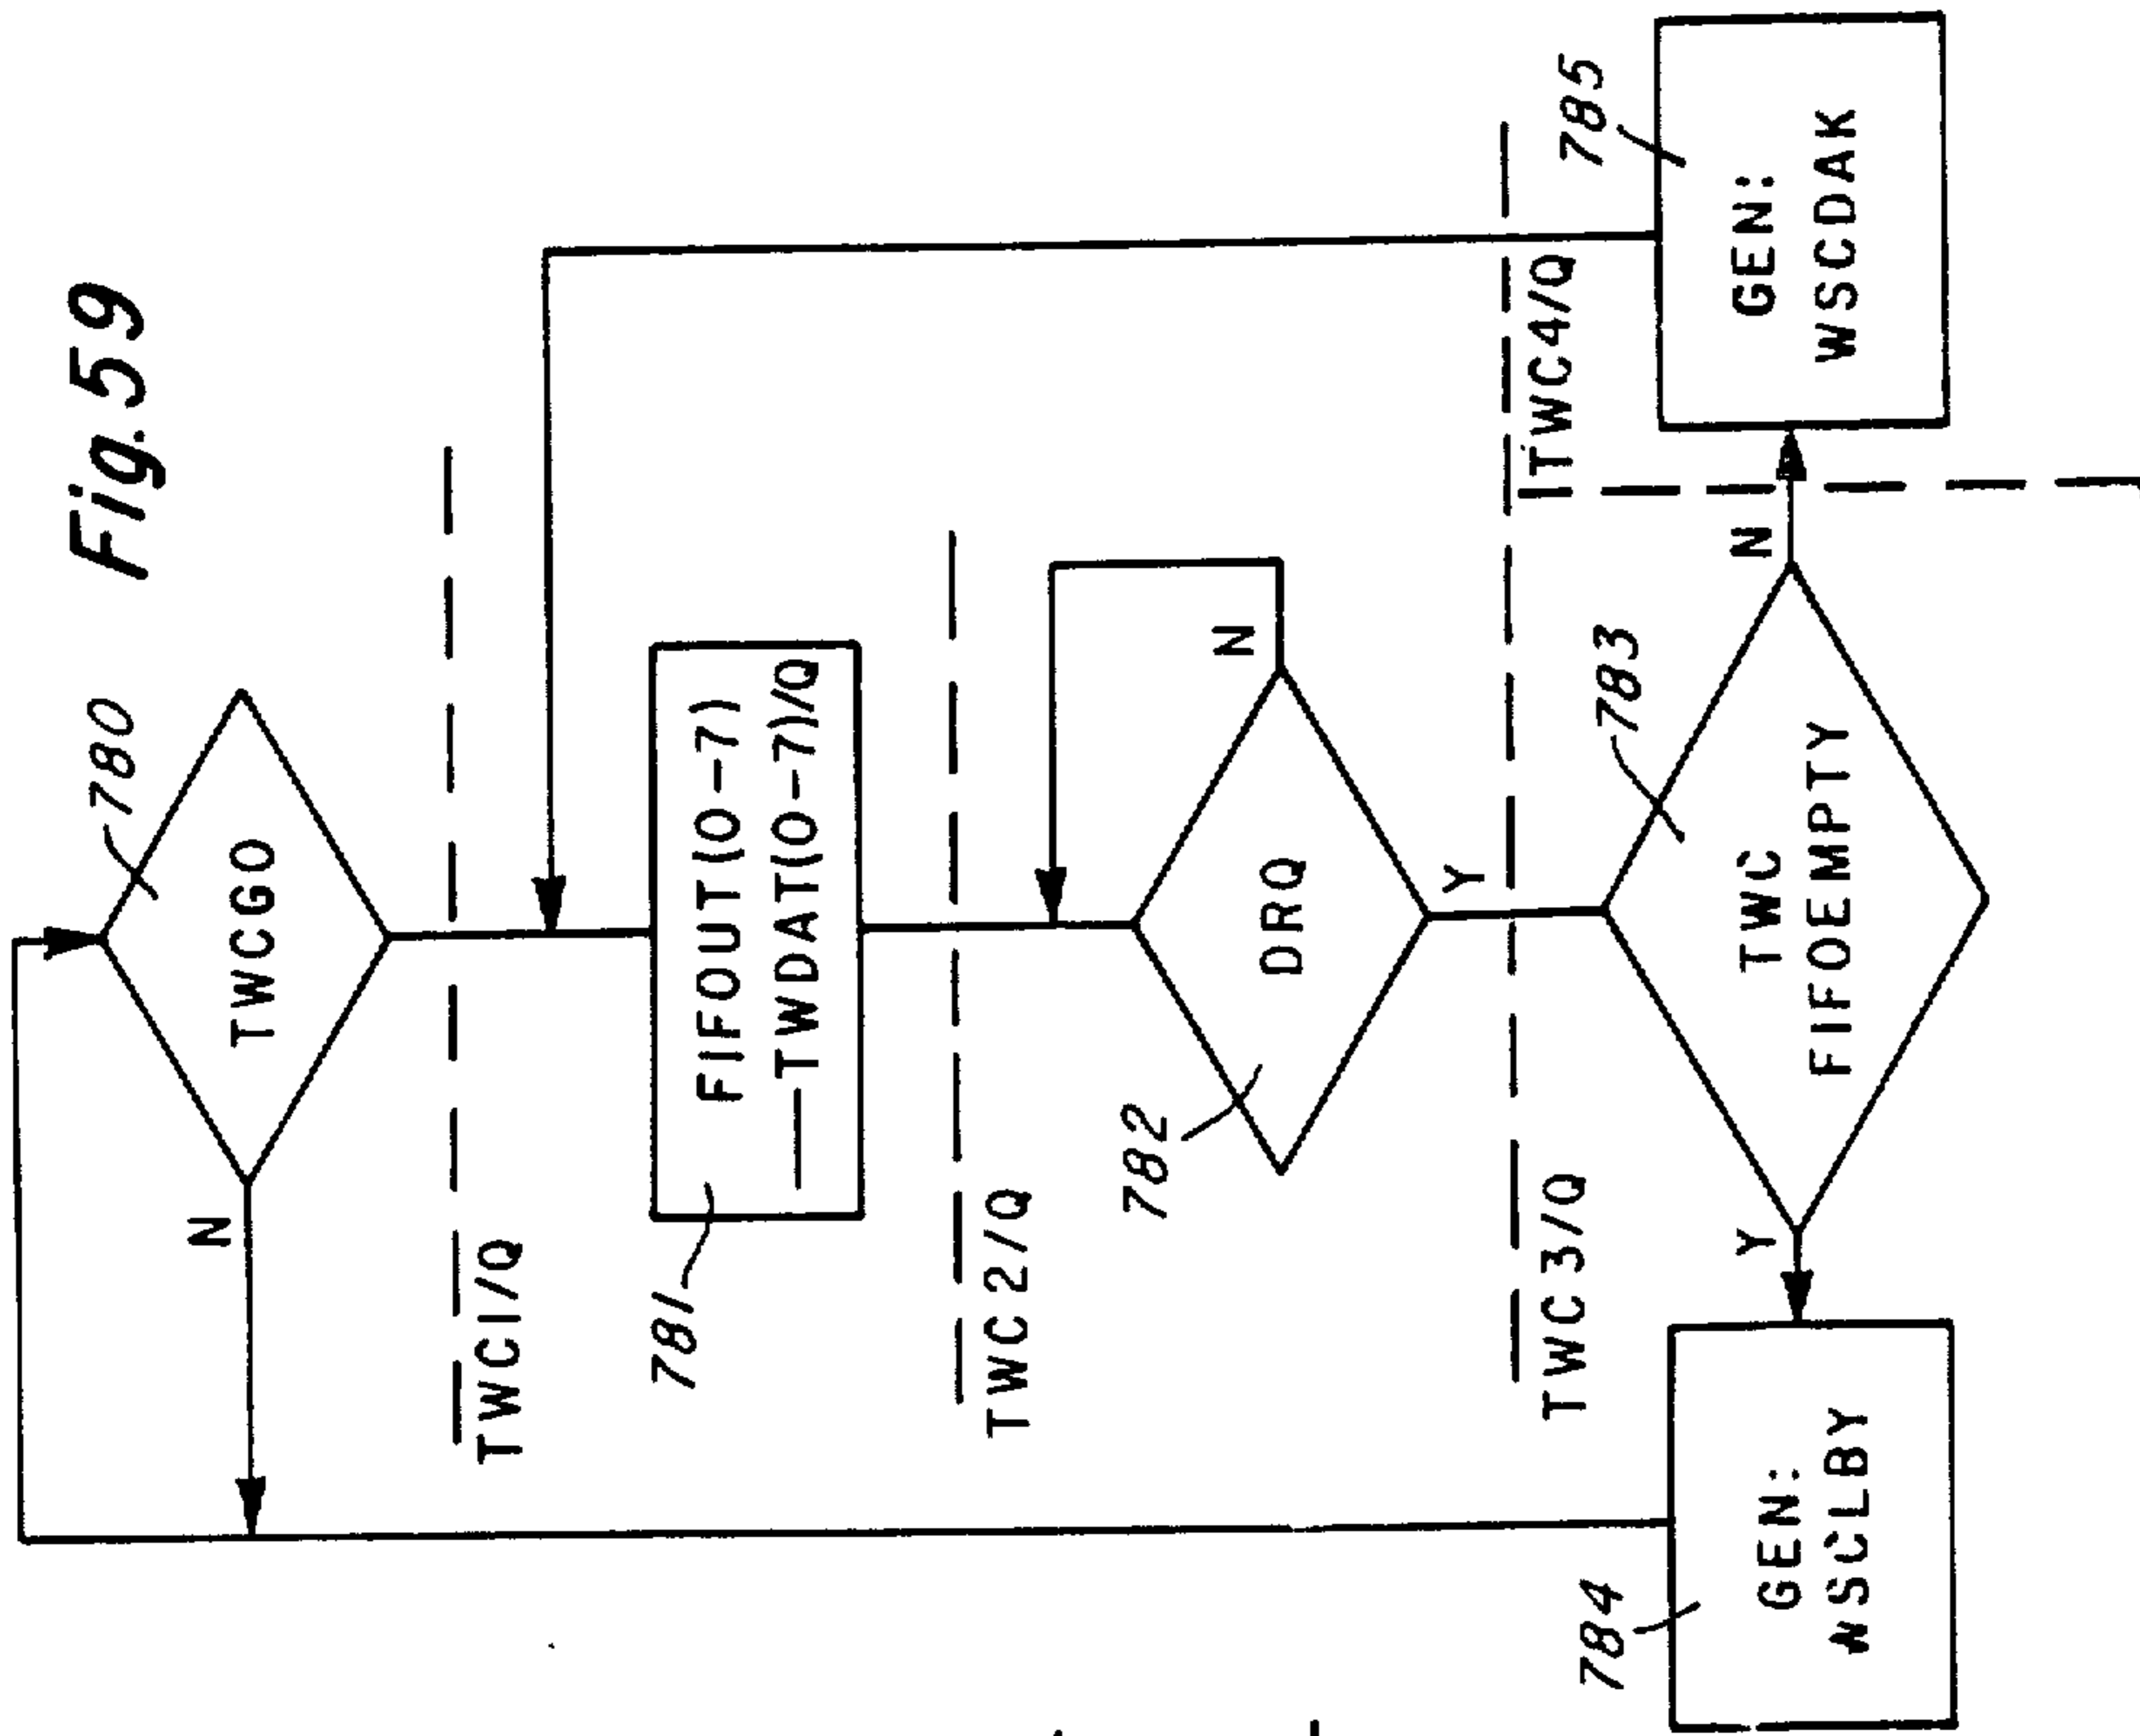 Fig. 59
780
TWCGO
N
TWC1/Q
781
FIFOUT(0-7)
—TWDAT(0-7)/Q
TWC2/Q
782
DRQ
N
Y
TWC3/Q
TWC4/Q
783
TWC
FIFOEMPTY
Y
N
784
GEN:
WSCLBY
785
GEN:
WSCDAK